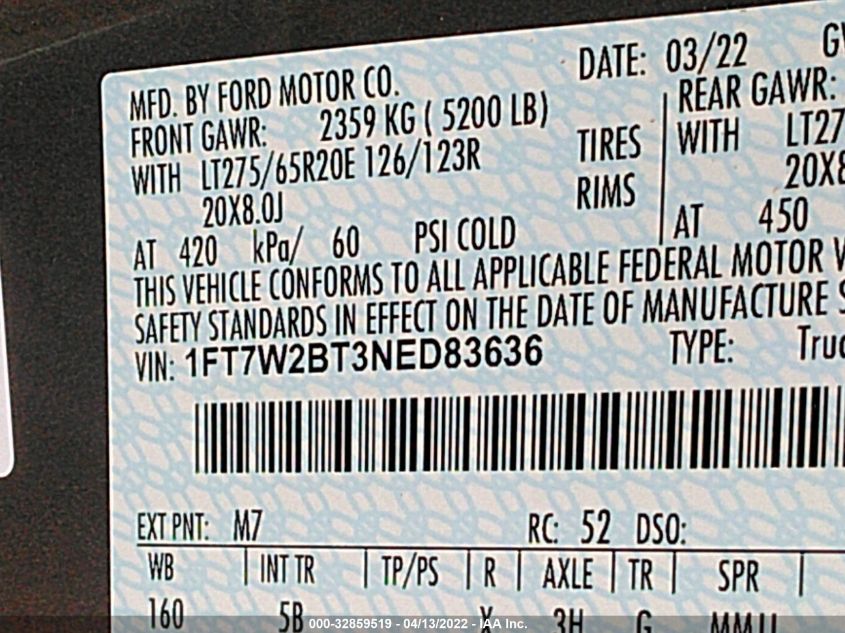 MFD. BY FORD MOTOR CO. DATE: 03/22
FRONT GAWR: 2359 KG ( 5200 LB) REAR GAWR:
WITH LT275/65R20E 126/123R TIRES WITH LT27
20X8.0J RIMS 20X8
AT 420 kPa/ 60 PSI COLD AT 450
THIS VEHICLE CONFORMS TO ALL APPLICABLE FEDERAL MOTOR V
SAFETY STANDARDS IN EFFECT ON THE DATE OF MANUFACTURE S
VIN: 1FT7W2BT3NED83636 TYPE: Truc
EXT PNT: M7 RC: 52 DSO:
WB INT TR TP/PS R AXLE TR SPR
160 5B X 3H G
000-32859519 - 04/13/2022 - IAA Inc.